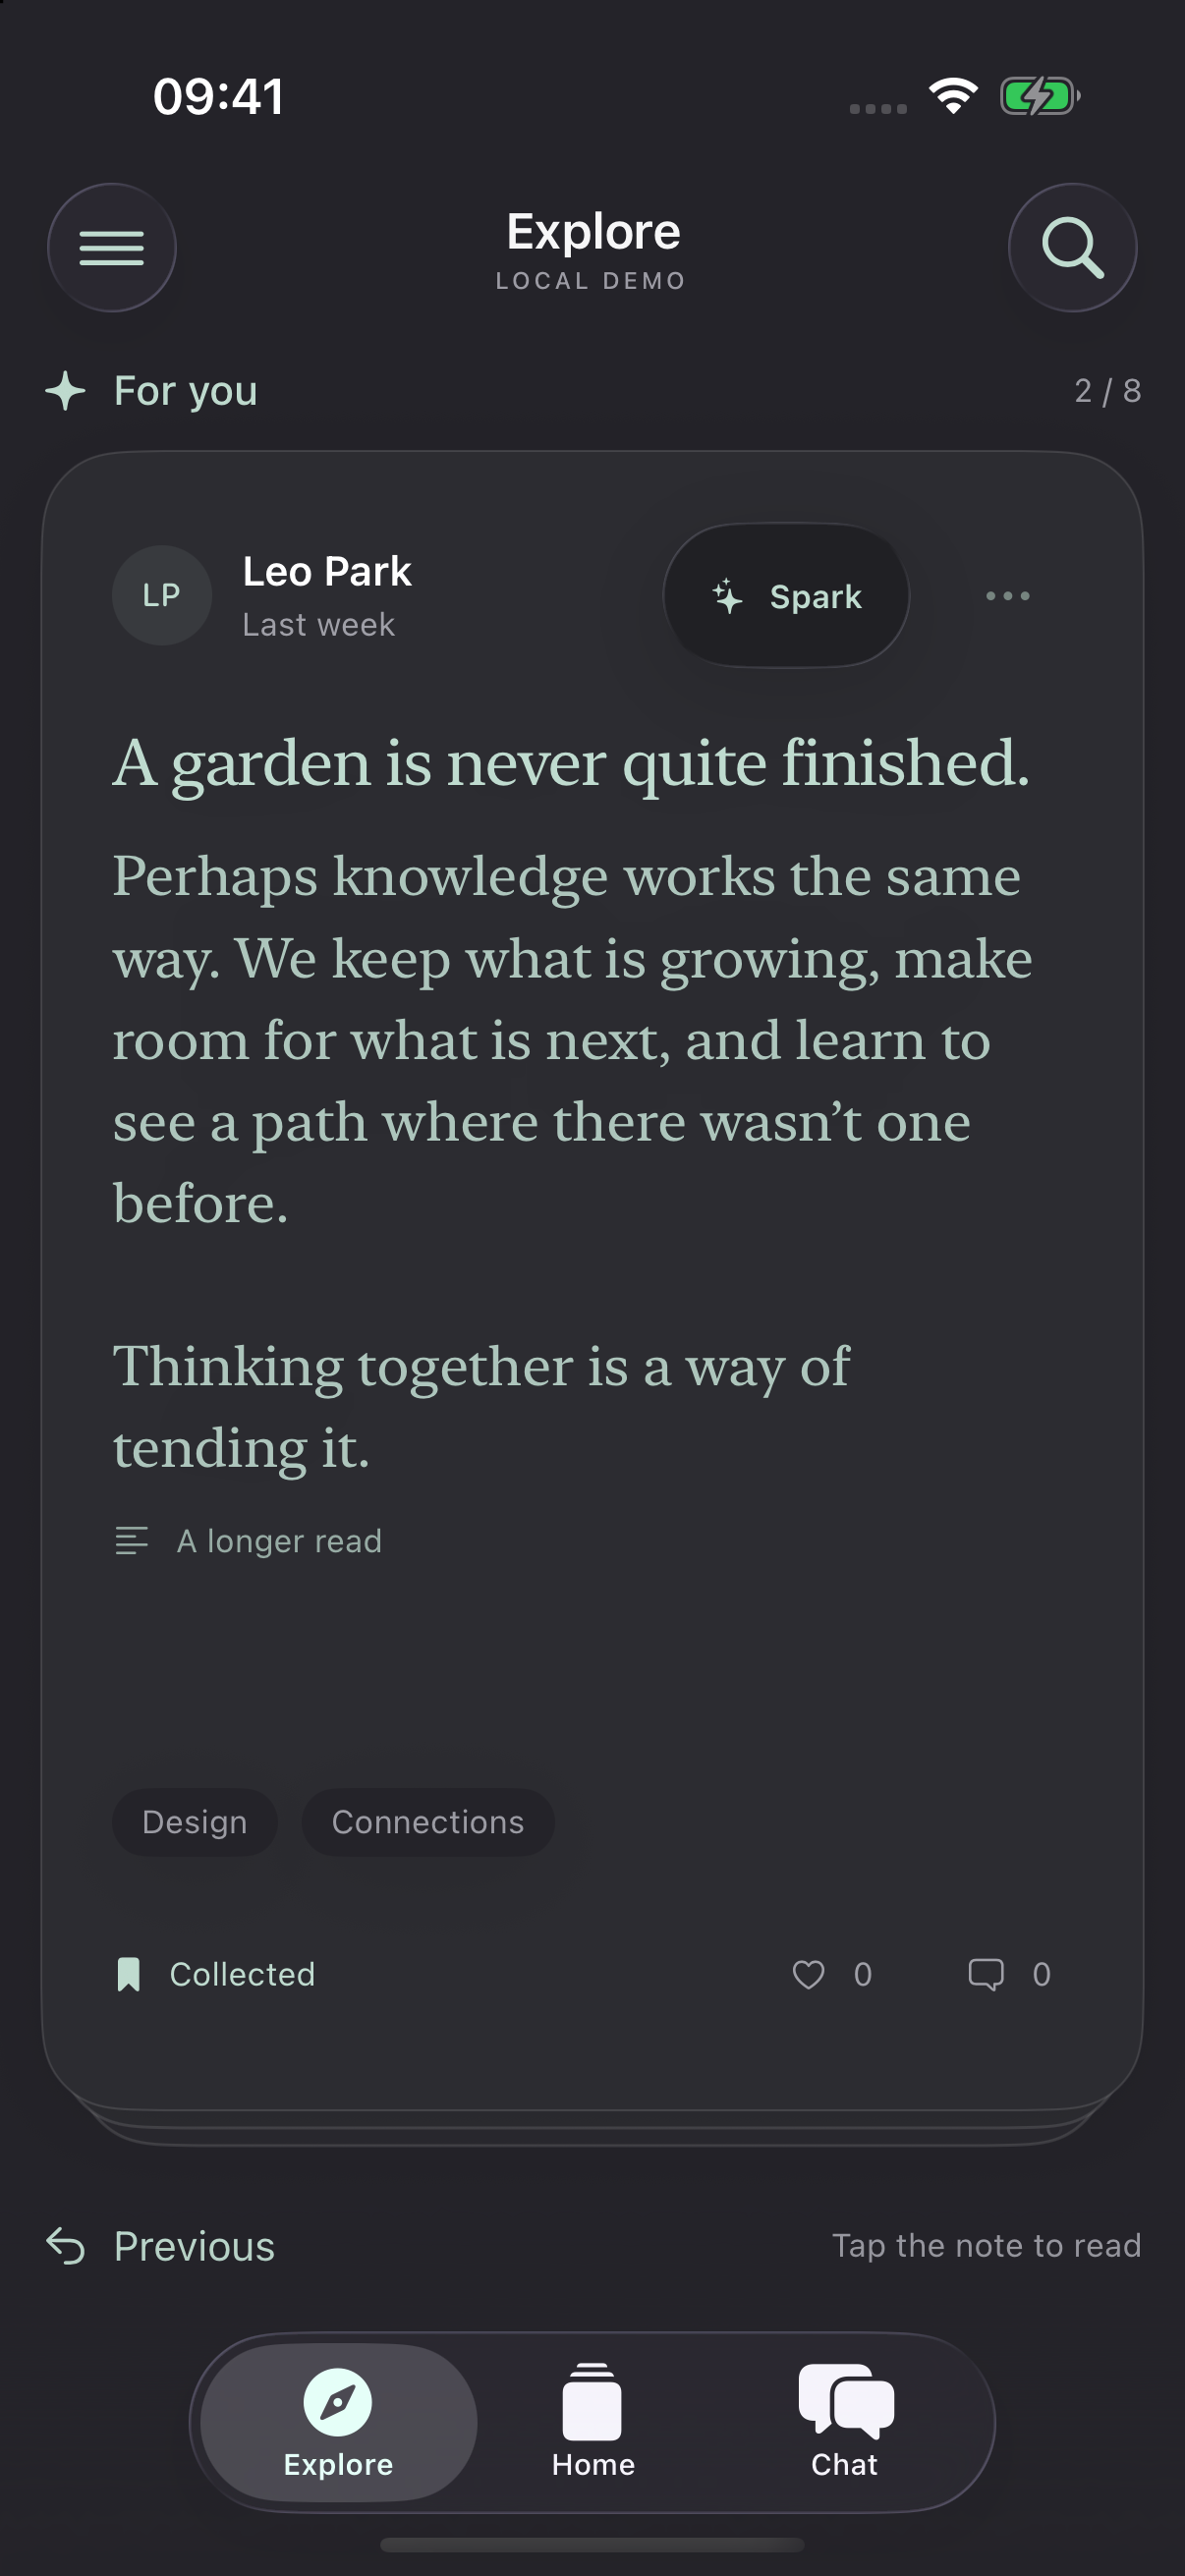 09:41
Explore
LOCAL DEMO
For you
2 / 8
LP
Leo Park
Last week
Spark
A garden is never quite finished.
Perhaps knowledge works the same
way. We keep what is growing, make
room for what is next, and learn to
see a path where there wasn’t one
before.
Thinking together is a way of
tending it.
A longer read
Design
Connections
Collected
0
0
Previous
Tap the note to read
Explore
Home
Chat